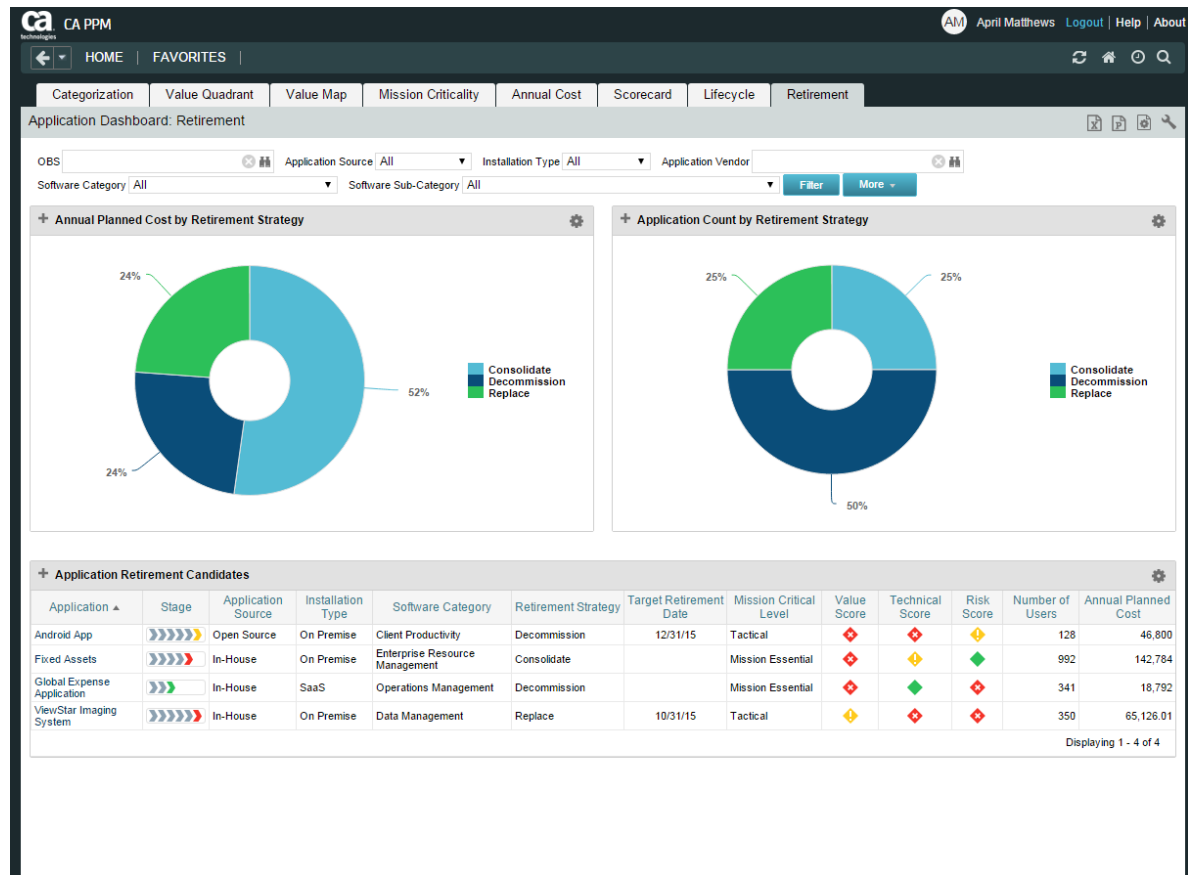 ca CA PPM
technologies
AM April Matthews Logout | Help | About
HOME | FAVORITES |
Categorization Value Quadrant Value Map Mission Criticality Annual Cost Scorecard Lifecycle Retirement
Application Dashboard: Retirement
OBS Application Source All Installation Type All Application Vendor
Software Category All Software Sub-Category All Filter More
Annual Planned Cost by Retirement Strategy
24%
52%
24%
Consolidate
Decommission
Replace
Application Count by Retirement Strategy
25%
25%
50%
Consolidate
Decommission
Replace
Application Retirement Candidates
Application Stage Application Source Installation Type Software Category Retirement Strategy Target Retirement Date Mission Critical Level Value Score Technical Score Risk Score Number of Users Annual Planned Cost
Android App Open Source On Premise Client Productivity Decommission 12/31/15 Tactical 128 46,800
Fixed Assets In-House On Premise Enterprise Resource Management Consolidate Mission Essential 992 142,784
Global Expense Application In-House SaaS Operations Management Decommission Mission Essential 341 18,792
ViewStar Imaging System In-House On Premise Data Management Replace 10/31/15 Tactical 350 65,126.01
Displaying 1 - 4 of 4